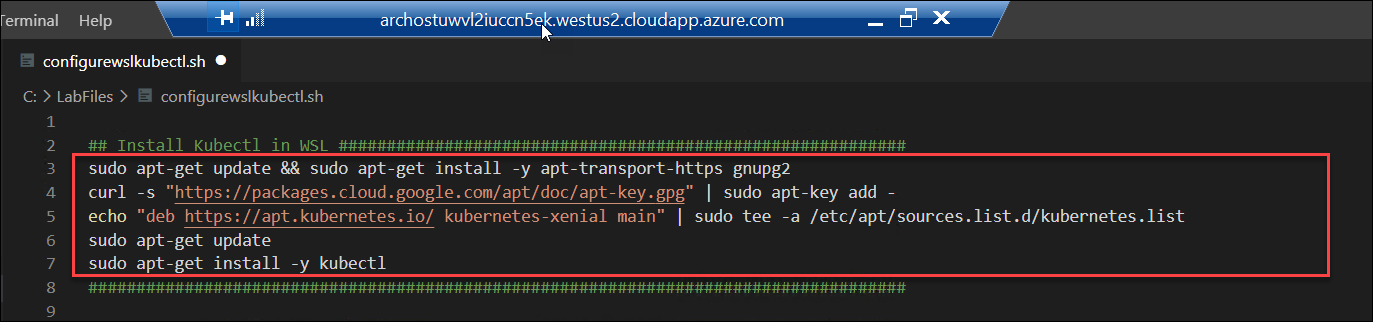 erminal Help
archostuwvl2iuccn5ek.westus2.cloudapp.azure.com
configurewslkubectl.sh
C: > LabFiles > configurewslkubectl.sh
1
2 ## Install Kubectl in WSL ###########################################################
3 sudo apt-get update && sudo apt-get install -y apt-transport-https gnupg2
4 curl -s "https://packages.cloud.google.com/apt/doc/apt-key.gpg" | sudo apt-key add -
5 echo "deb https://apt.kubernetes.io/ kubernetes-xenial main" | sudo tee -a /etc/apt/sources.list.d/kubernetes.list
6 sudo apt-get update
7 sudo apt-get install -y kubectl
8 #####################################################################################
9